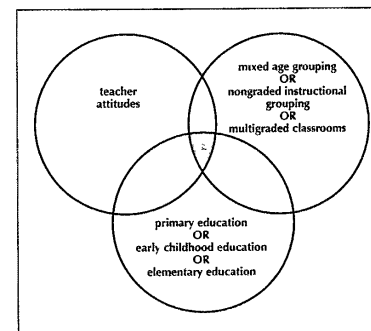 teacher
attitudes
mixed age grouping
OR
nongraded instructional
grouping
OR
multigraded classrooms
primary education
OR
early childhood education
OR
elementary education